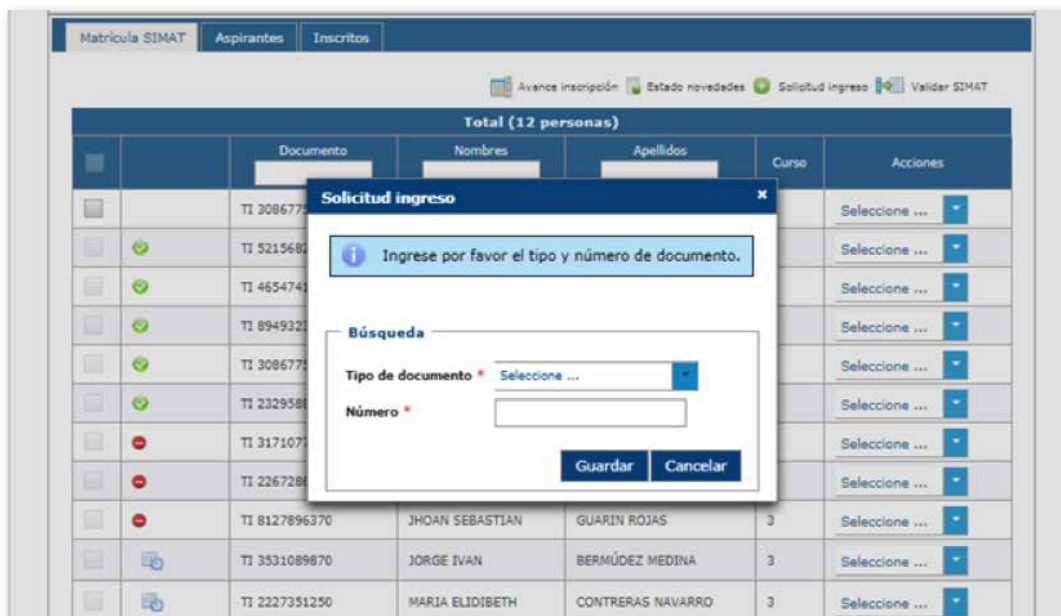 Matrícula SIMAT Aspirantes Inscritos
Avance inscripción Estado novedades Solicitud ingreso Validar SIMAT
Total (12 personas)
Documento Nombres Apellidos Curso Acciones
Solicitud ingreso x
TI 308677 Seleccione ...
Ingrese por favor el tipo y número de documento.
TI 521568 Seleccione ...
TI 465474 Seleccione ...
TI 894932 Seleccione ...
Búsqueda
TI 308677 Seleccione ...
Tipo de documento * Seleccione ...
TI 232958 Seleccione ...
Número *
TI 317107 Seleccione ...
Guardar Cancelar
TI 226728 Seleccione ...
TI 8127896370 JHOAN SEBASTIAN GUARIN ROJAS 3 Seleccione ...
TI 3531089870 JORGE IVAN BERMÚDEZ MEDINA 3 Seleccione ...
TI 2227351250 MARIA ELIDIBETH CONTRERAS NAVARRO 3 Seleccione ...